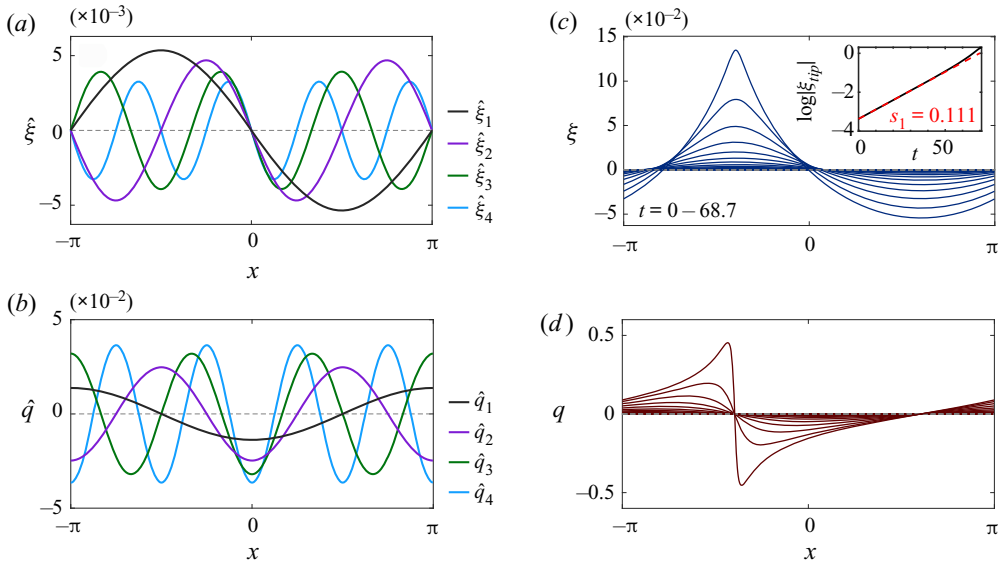 (a)
(×10⁻³)
5
0
−5
ξ̂
−π
0
π
x
ξ̂₁
ξ̂₂
ξ̂₃
ξ̂₄
(b)
(×10⁻²)
5
0
−5
q̂
−π
0
π
x
q̂₁
q̂₂
q̂₃
q̂₄
(c)
(×10⁻²)
15
10
5
0
−5
ξ
t = 0 – 68.7
−π
0
π
log|ξtip|
0
−2
−4
s₁ = 0.111
0
50
t
(d)
0.5
0
−0.5
q
−π
0
π
x